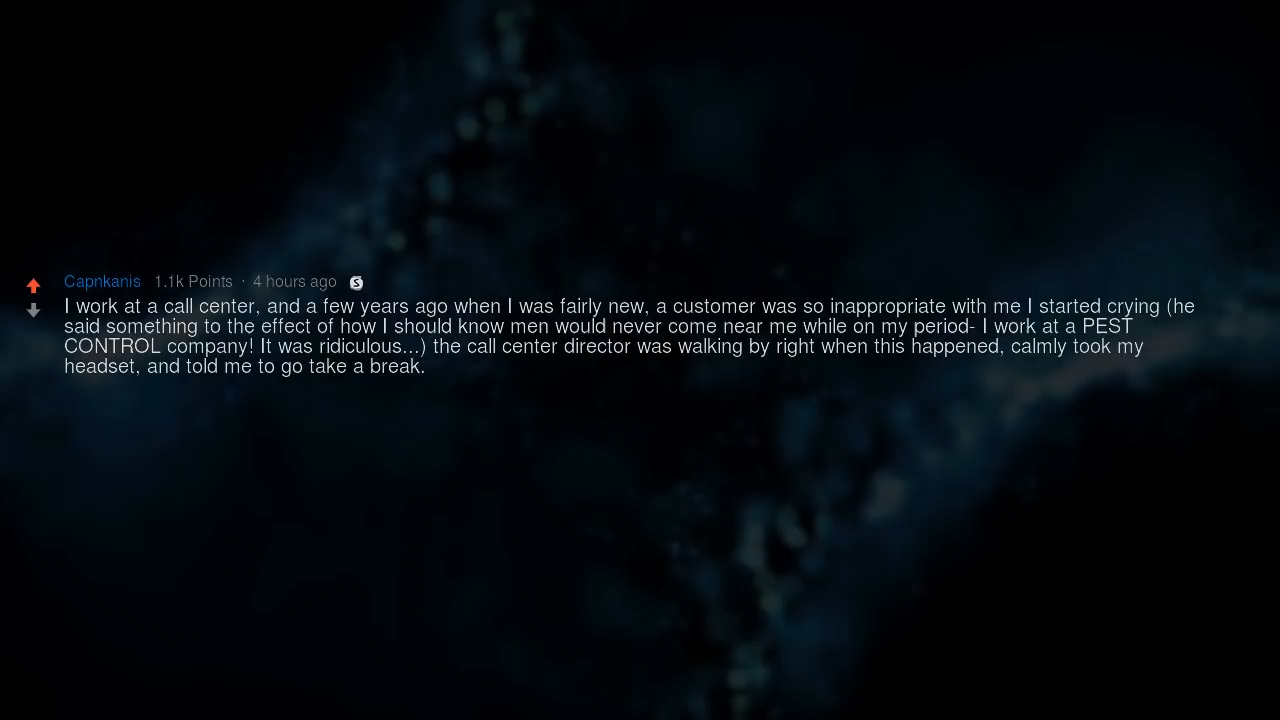 Capnkanis 1.1k Points · 4 hours ago S
I work at a call center, and a few years ago when I was fairly new, a customer was so inappropriate with me I started crying (he
said something to the effect of how I should know men would never come near me while on my period- I work at a PEST
CONTROL company! It was ridiculous...) the call center director was walking by right when this happened, calmly took my
headset, and told me to go take a break.